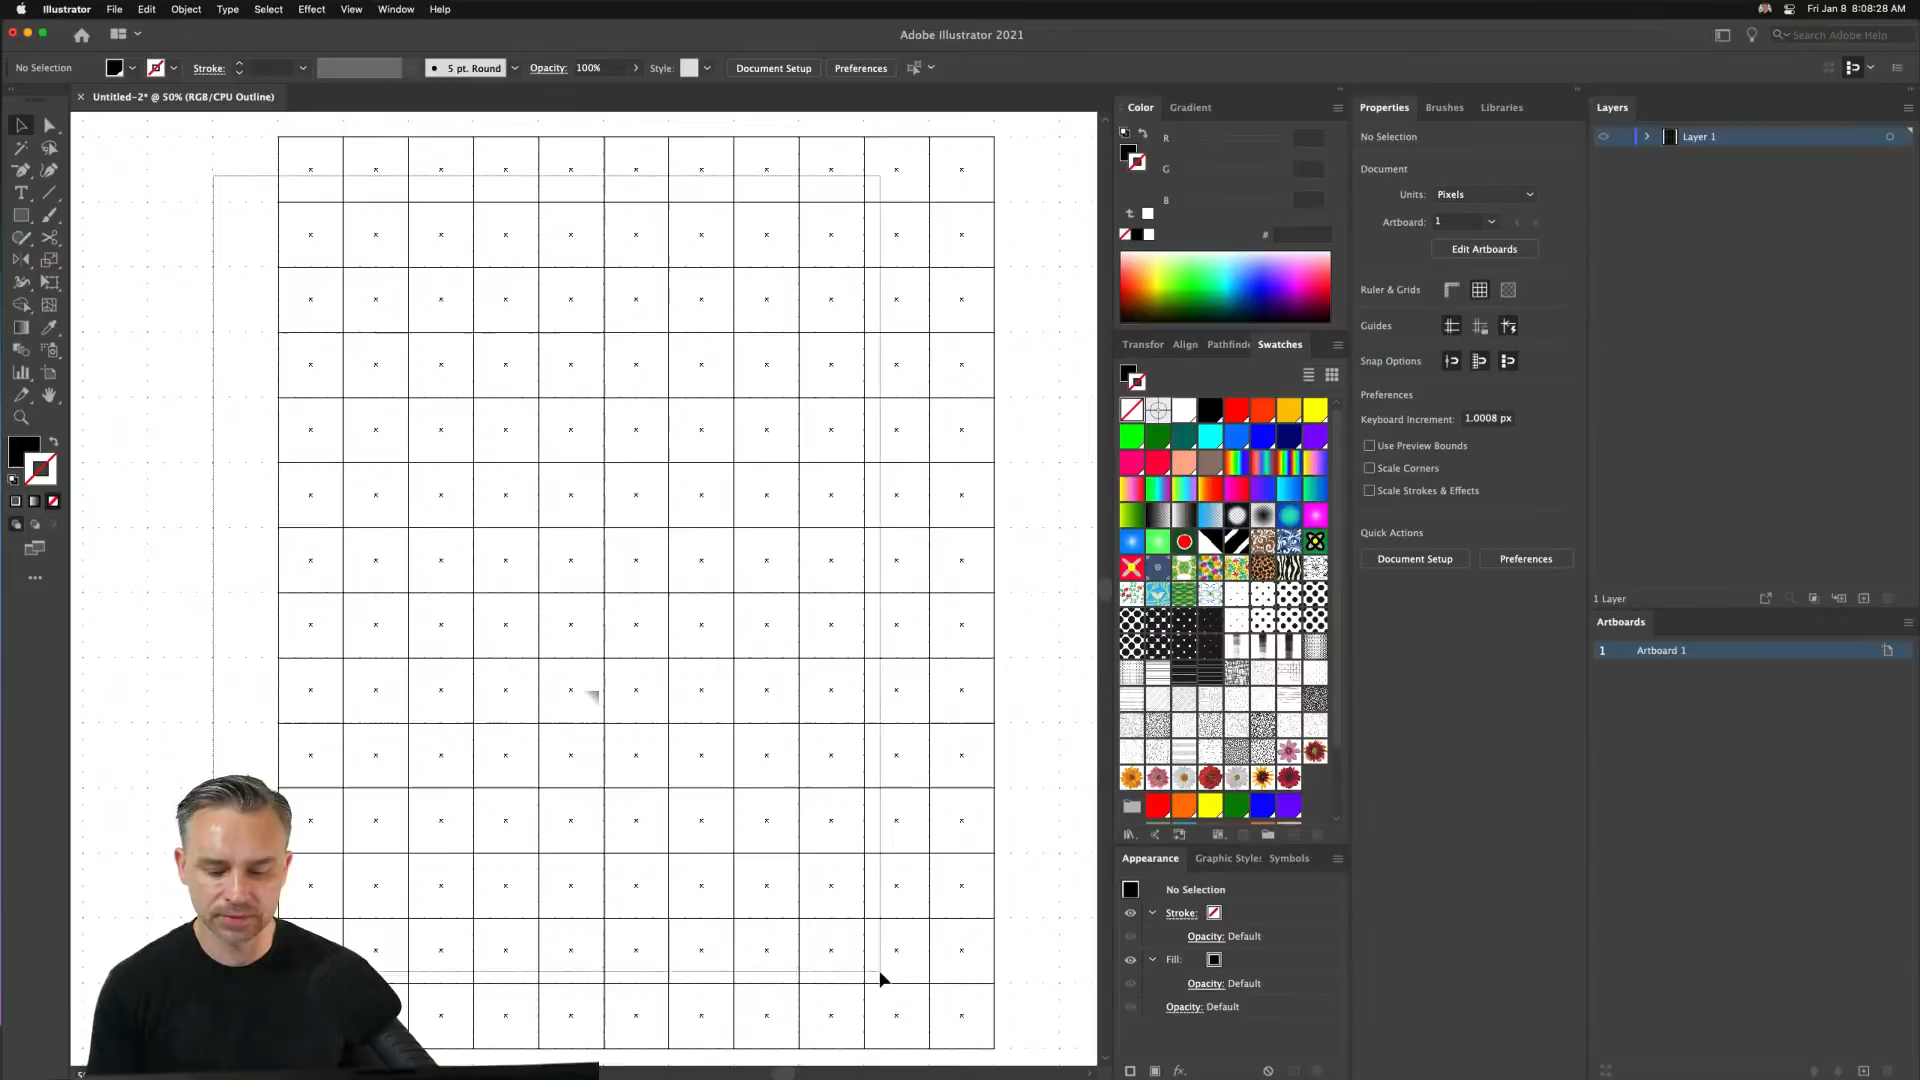 Illustrator File Edit Object Type Select Effect View Window Help
Fri Jan 8 8:08:28 AM
Adobe Illustrator 2021
Search Adobe Help
No Selection
Stroke:
5 pt. Round
Opacity: 100%
Style:
Document Setup
Preferences
Untitled-2* @ 50% (RGB/CPU Outline)
Color Gradient
R
G
B
#
Transfor Align Pathfinde Swatches
Appearance Graphic Styles Symbols
No Selection
Stroke:
Opacity: Default
Fill:
Opacity: Default
Opacity: Default
fx.
Properties Brushes Libraries
No Selection
Document
Units: Pixels
Artboard: 1
Edit Artboards
Ruler & Grids
Guides
Snap Options
Preferences
Keyboard Increment: 1.0008 px
Use Preview Bounds
Scale Corners
Scale Strokes & Effects
Quick Actions
Document Setup
Preferences
Layers
Layer 1
1 Layer
Artboards
1 Artboard 1